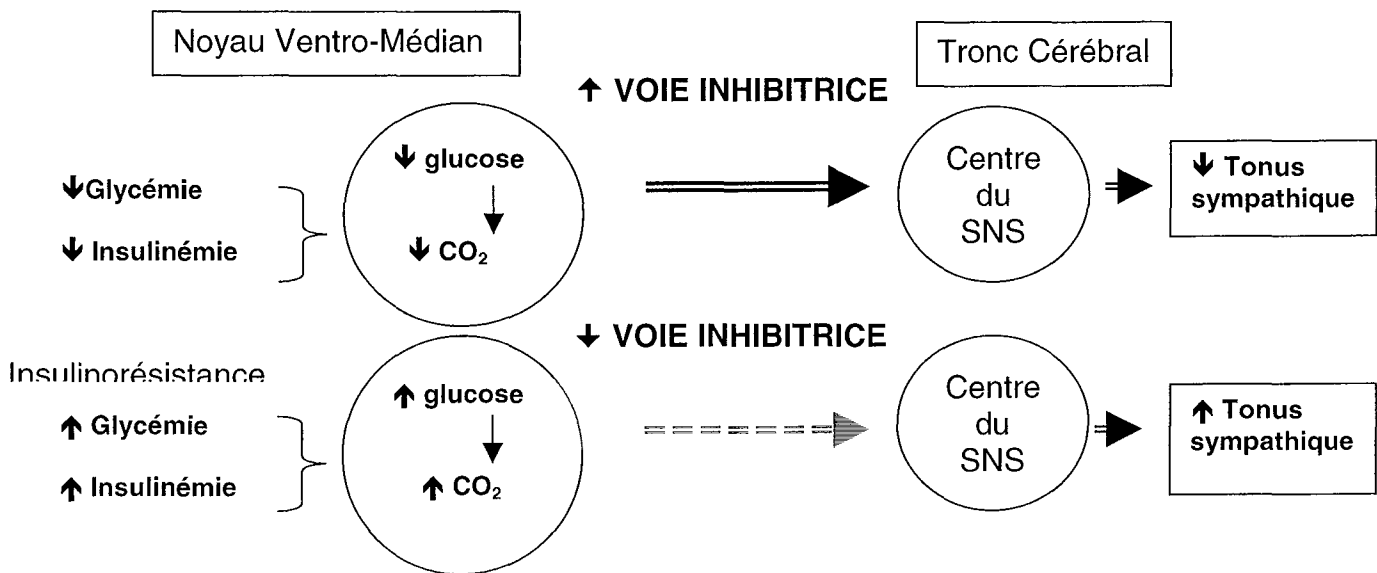 Noyau Ventro-Médian
Tronc Cérébral
↑ VOIE INHIBITRICE
↓ glucose
↓ CO₂
↓Glycémie
↓ Insulinémie
Centre
du
SNS
↓ Tonus
sympathique
↓ VOIE INHIBITRICE
Insulinorésistance
↑ Glycémie
↑ Insulinémie
↑ glucose
↑ CO₂
Centre
du
SNS
↑ Tonus
sympathique